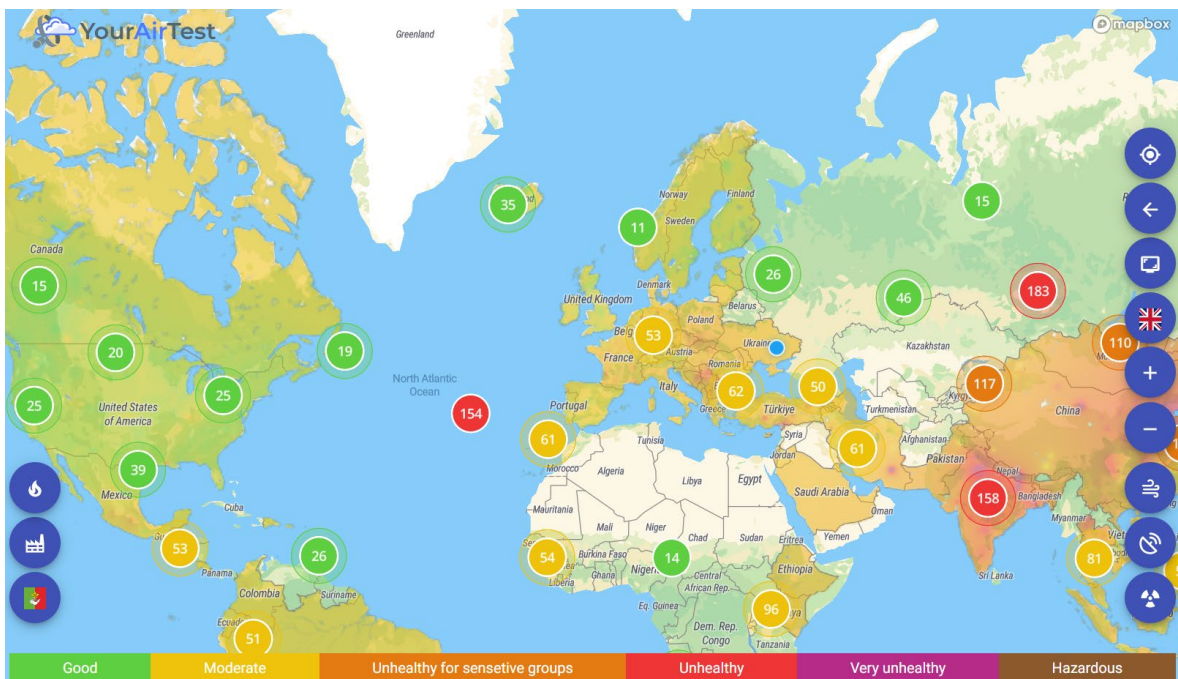 YourAirTest
mapbox
Greenland
35
Norway
Finland
15
11
Sweden
Canada
26
Denmark
15
United Kingdom
Belarus
46
183
Poland
53
Ukraine
110
20
19
France
Austria
Kazakhstan
Romania
North Atlantic
Ocean
25
Italy
62
50
117
25
United States
of America
154
Portugal
Greece
Türkiye
Turkmenistan
China
61
Tunisia
Syria
61
Afghanistan
Morocco
Jordan
Pakistan
39
Algeria
Libya
Egypt
Nepal
Mexico
Saudi Arabia
158
Bangladesh
Cuba
Mauritania
Oman
Myanmar
Mali
Niger
Chad
Sudan
Eritrea
Yemen
53
26
54
Burkina Faso
14
81
Panama
Liberia
Ghana
Central
African Rep.
Ethiopia
Sri Lanka
Colombia
Suriname
Eq. Guinea
96
51
Dem. Rep.
Congo
Tanzania
Good
Moderate
Unhealthy for sensetive groups
Unhealthy
Very unhealthy
Hazardous